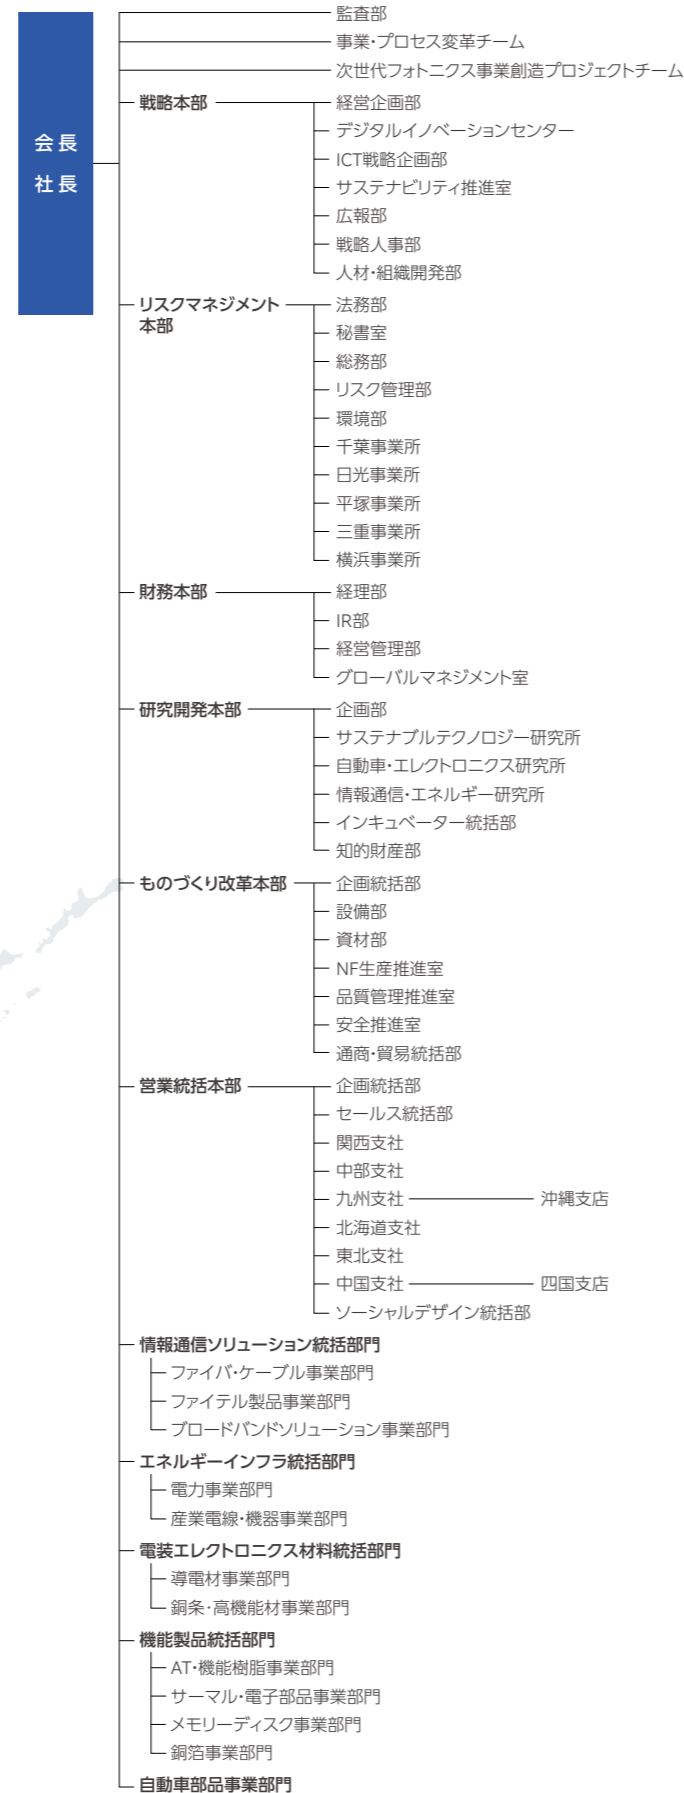 会長
社長
監査部
事業・プロセス変革チーム
次世代フォトニクス事業創造プロジェクトチーム
戦略本部
経営企画部
デジタルイノベーションセンター
ICT戦略企画部
サステナビリティ推進室
広報部
戦略人事部
人材・組織開発部
リスクマネジメント
本部
法務部
秘書室
総務部
リスク管理部
環境部
千葉事業所
日光事業所
平塚事業所
三重事業所
横浜事業所
財務本部
経理部
IR部
経営管理部
グローバルマネジメント室
研究開発本部
企画部
サステナブルテクノロジー研究所
自動車・エレクトロニクス研究所
情報通信・エネルギー研究所
インキュベーター統括部
知的財産部
ものづくり改革本部
企画統括部
設備部
資材部
NF生産推進室
品質管理推進室
安全推進室
通商・貿易統括部
営業統括本部
企画統括部
セールス統括部
関西支社
中部支社
九州支社 沖縄支店
北海道支社
東北支社
中国支社 四国支店
ソーシャルデザイン統括部
情報通信ソリューション統括部門
ファイバ・ケーブル事業部門
ファイテル製品事業部門
ブロードバンドソリューション事業部門
エネルギーインフラ統括部門
電力事業部門
産業電線・機器事業部門
電装エレクトロニクス材料統括部門
導電材事業部門
銅条・高機能材事業部門
機能製品統括部門
AT・機能樹脂事業部門
サーマル・電子部品事業部門
メモリーディスク事業部門
銅箔事業部門
自動車部品事業部門